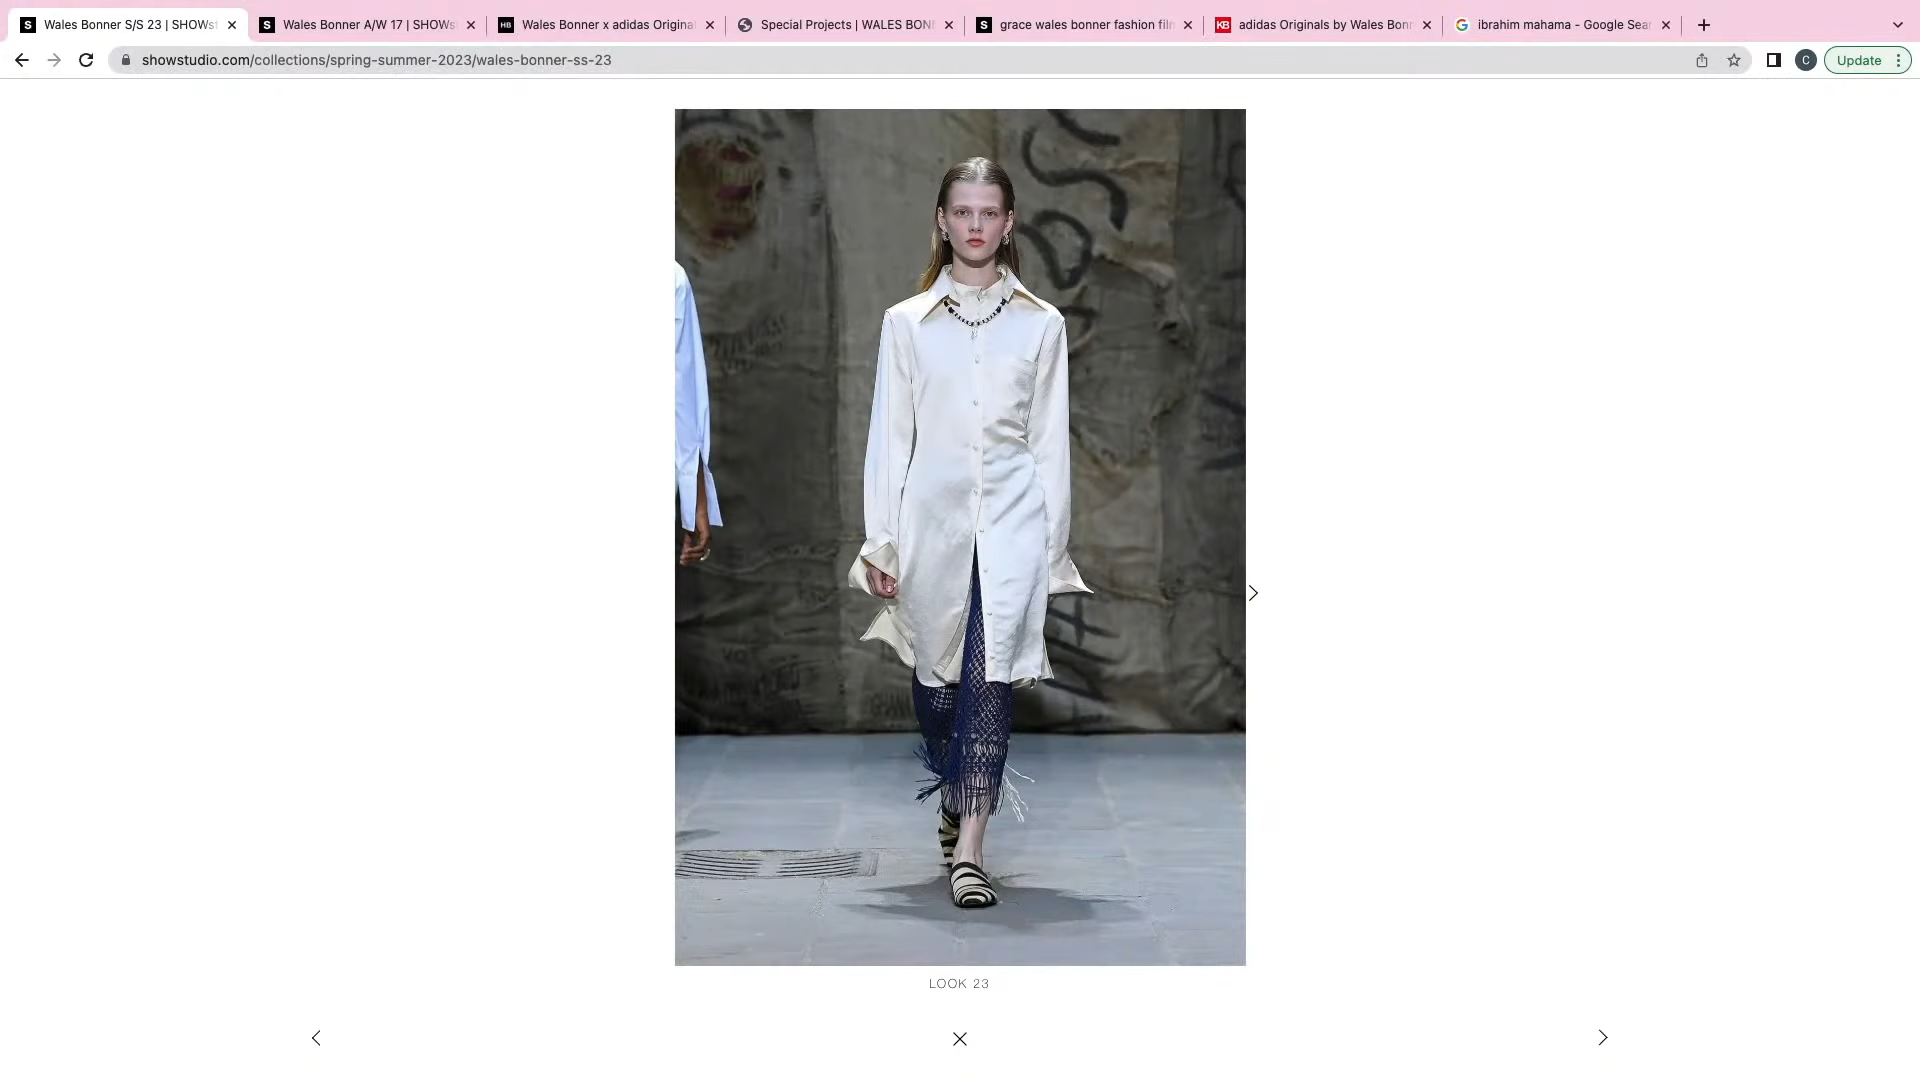 Wales Bonner S/S 23 | SHOWst
Wales Bonner A/W 17 | SHOWs
Wales Bonner x adidas Origina
Special Projects | WALES BON
grace wales bonner fashion film
adidas Originals by Wales Bon
ibrahim mahama - Google Sea
showstudio.com/collections/spring-summer-2023/wales-bonner-ss-23
C
Update
LOOK 23